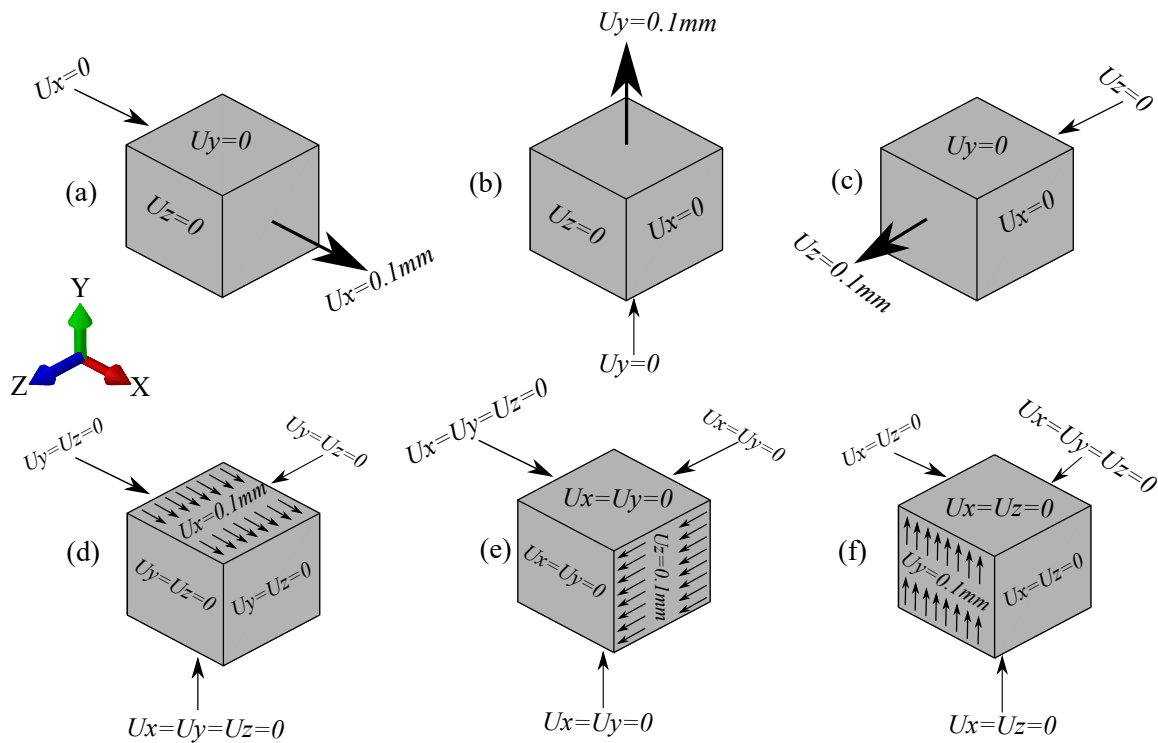 Uy=0.1mm
Ux=0
Uy=0
Uz=0
Ux=0.1mm
(a)
(b)
Uz=0
Ux=0
Uy=0
(c)
Uz=0
Uy=0
Ux=0
Uz=0.1mm
Y
Z
X
Uy=Uz=0
Uy=Uz=0
Ux=0.1mm
(d)
Uy=Uz=0
Uy=Uz=0
Ux=Uy=Uz=0
Ux=Uy=Uz=0
Ux=Uy=0
Ux=Uy=0
(e)
Ux=Uy=0
Uz=0.1mm
Ux=Uy=0
Ux=Uz=0
Ux=Uy=Uz=0
Ux=Uz=0
(f)
Uy=0.1mm
Ux=Uz=0
Ux=Uz=0